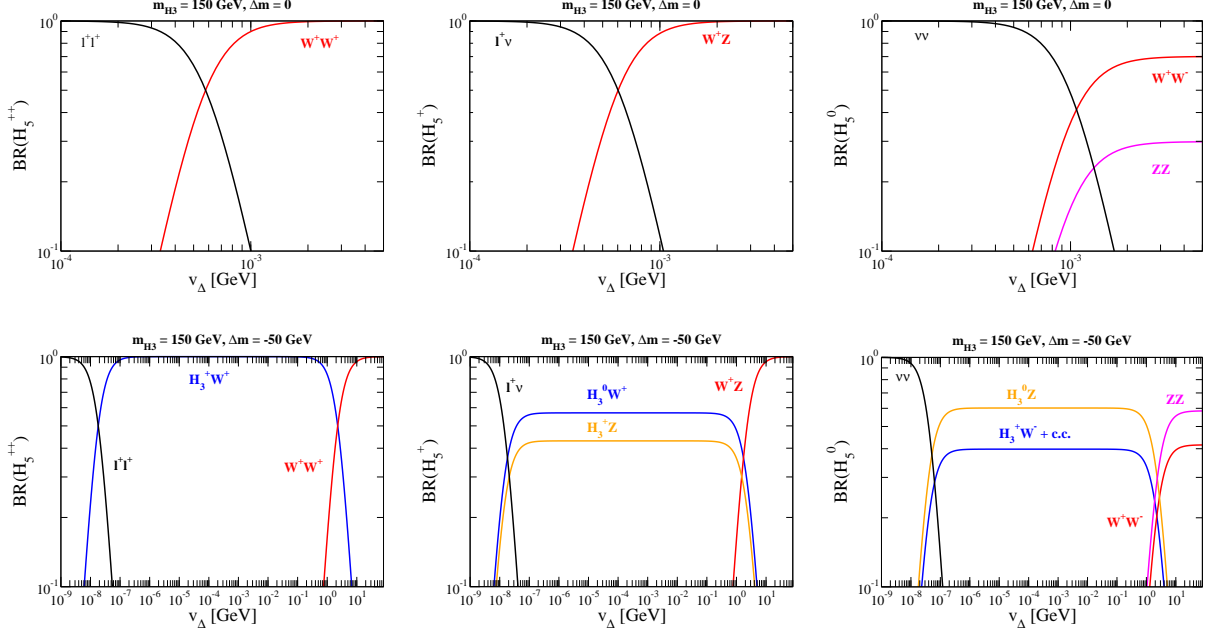 m_H3 = 150 GeV, Δm = 0
BR(H_5^++)
10^0
10^-1
l^+l^+
W^+W^+
10^-4
10^-3
v_Δ [GeV]
m_H3 = 150 GeV, Δm = 0
BR(H_5^+)
10^0
10^-1
l^+ν
W^+Z
10^-4
10^-3
v_Δ [GeV]
m_H3 = 150 GeV, Δm = 0
BR(H_5^0)
10^0
10^-1
νν
W^+W^-
ZZ
10^-4
10^-3
v_Δ [GeV]
m_H3 = 150 GeV, Δm = -50 GeV
BR(H_5^++)
10^0
10^-1
H_3^+W^+
l^+l^+
W^+W^+
10^-9 10^-8 10^-7 10^-6 10^-5 10^-4 10^-3 10^-2 10^-1 10^0 10^1
v_Δ [GeV]
m_H3 = 150 GeV, Δm = -50 GeV
BR(H_5^+)
10^0
10^-1
l^+ν
H_3^0W^+
H_3^+Z
W^+Z
10^-9 10^-8 10^-7 10^-6 10^-5 10^-4 10^-3 10^-2 10^-1 10^0 10^1
v_Δ [GeV]
m_H3 = 150 GeV, Δm = -50 GeV
BR(H_5^0)
10^0
10^-1
νν
H_3^0Z
H_3^+W^- + c.c.
ZZ
W^+W^-
10^-9 10^-8 10^-7 10^-6 10^-5 10^-4 10^-3 10^-2 10^-1 10^0 10^1
v_Δ [GeV]